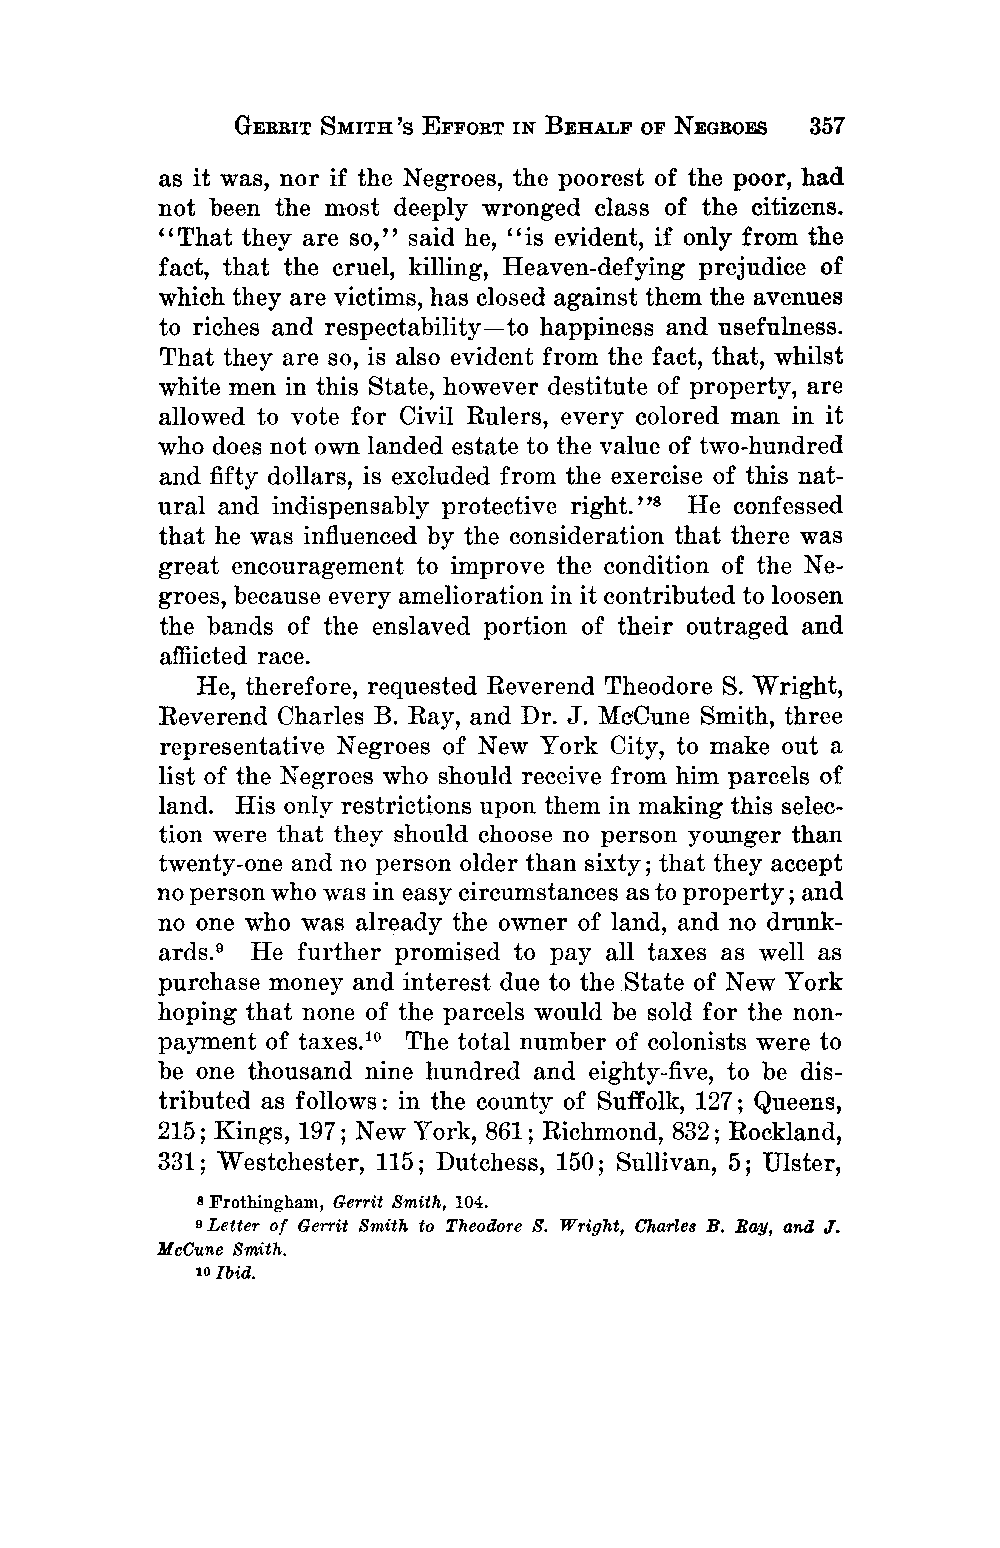 GERRIT SMITH'S EFFORT IN BEHALF OF NEGROES 357
as it was, nor if the Negroes, the poorest of the poor, had
not been the most deeply wronged class of the citizens.
"That they are so," said he, "is evident, if only from the
fact, that the cruel, killing, Heaven-defying prejudice of
which they are victims, has closed against them the avenues
to riches and respectability—to happiness and usefulness.
That they are so, is also evident from the fact, that, whilst
white men in this State, however destitute of property, are
allowed to vote for Civil Rulers, every colored man in it
who does not own landed estate to the value of two-hundred
and fifty dollars, is excluded from the exercise of this nat-
ural and indispensably protective right."⁸ He confessed
that he was influenced by the consideration that there was
great encouragement to improve the condition of the Ne-
groes, because every amelioration in it contributed to loosen
the bands of the enslaved portion of their outraged and
afflicted race.
He, therefore, requested Reverend Theodore S. Wright,
Reverend Charles B. Ray, and Dr. J. McCune Smith, three
representative Negroes of New York City, to make out a
list of the Negroes who should receive from him parcels of
land. His only restrictions upon them in making this selec-
tion were that they should choose no person younger than
twenty-one and no person older than sixty; that they accept
no person who was in easy circumstances as to property; and
no one who was already the owner of land, and no drunk-
ards.⁹ He further promised to pay all taxes as well as
purchase money and interest due to the State of New York
hoping that none of the parcels would be sold for the non-
payment of taxes.¹⁰ The total number of colonists were to
be one thousand nine hundred and eighty-five, to be dis-
tributed as follows: in the county of Suffolk, 127; Queens,
215; Kings, 197; New York, 861; Richmond, 832; Rockland,
331; Westchester, 115; Dutchess, 150; Sullivan, 5; Ulster,
⁸ Frothingham, Gerrit Smith, 104.
⁹ Letter of Gerrit Smith to Theodore S. Wright, Charles B. Ray, and J.
McCune Smith.
¹⁰ Ibid.